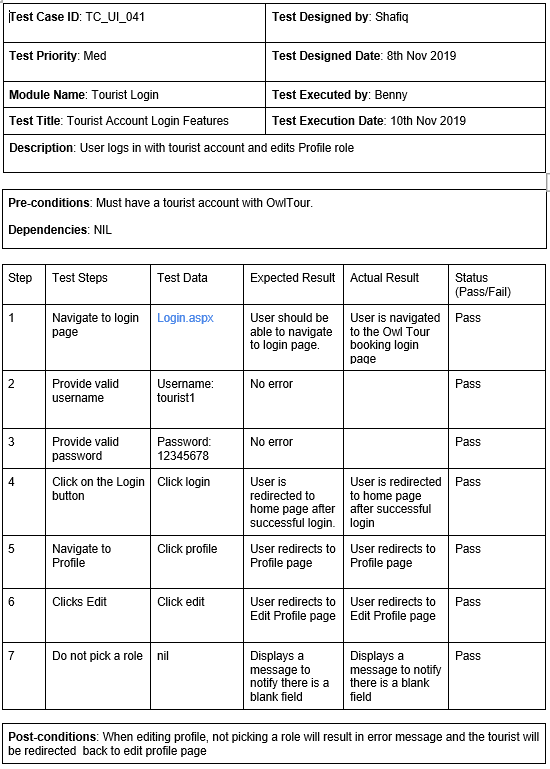 Test Case ID: TC_UI_041
Test Designed by: Shafiq
Test Priority: Med
Test Designed Date: 8th Nov 2019
Module Name: Tourist Login
Test Executed by: Benny
Test Title: Tourist Account Login Features
Test Execution Date: 10th Nov 2019
Description: User logs in with tourist account and edits Profile role
Pre-conditions: Must have a tourist account with OwlTour.
Dependencies: NIL
Step
Test Steps
Test Data
Expected Result
Actual Result
Status
(Pass/Fail)
1
Navigate to login
page
Login.aspx
User should be
able to navigate
to login page.
User is navigated
to the Owl Tour
booking login
page
Pass
2
Provide valid
username
Username:
tourist1
No error
Pass
3
Provide valid
password
Password:
12345678
No error
Pass
4
Click on the Login
button
Click login
User is
redirected to
home page after
successful login.
User is redirected
to home page
after successful
login
Pass
5
Navigate to
Profile
Click profile
User redirects to
Profile page
User redirects to
Profile page
Pass
6
Clicks Edit
Click edit
User redirects to
Edit Profile page
User redirects to
Edit Profile page
Pass
7
Do not pick a role
nil
Displays a
message to
notify there is a
blank field
Displays a
message to notify
there is a blank
field
Pass
Post-conditions: When editing profile, not picking a role will result in error message and the tourist will
be redirected  back to edit profile page